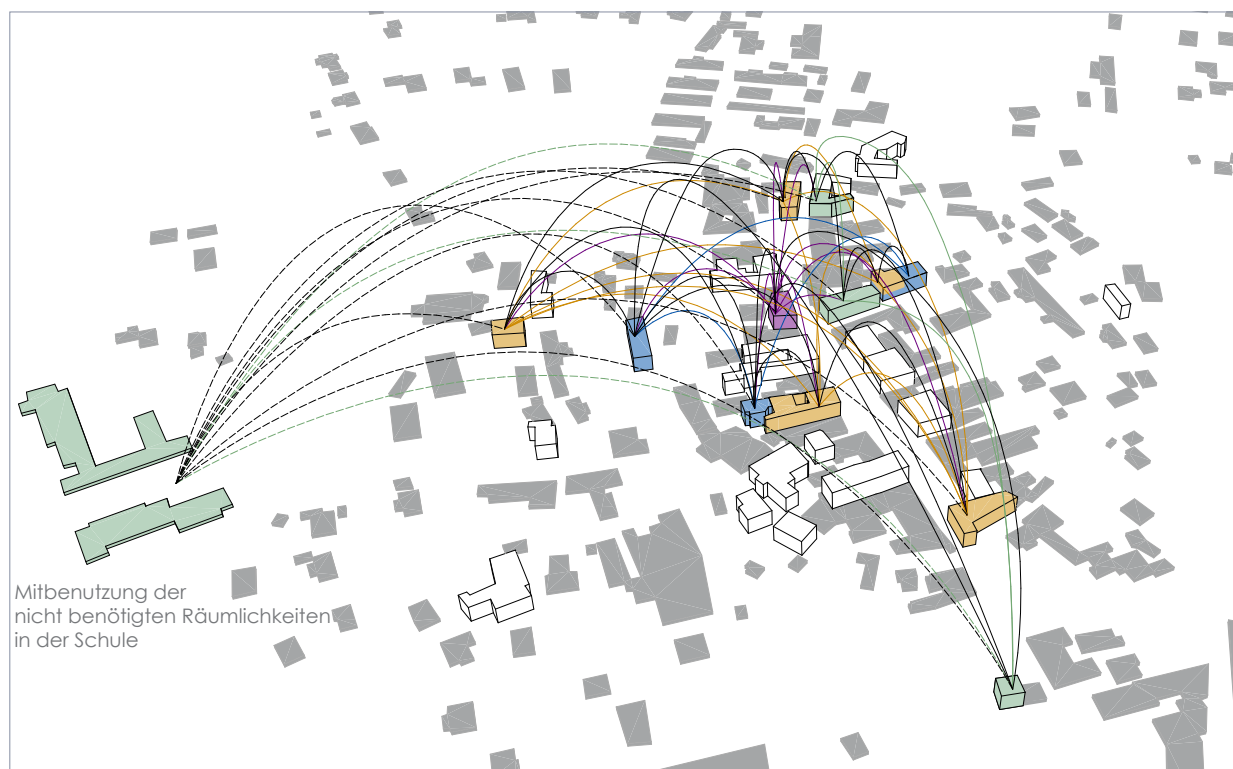 Mitbenutzung der
nicht benötigten Räumlichkeiten
in der Schule